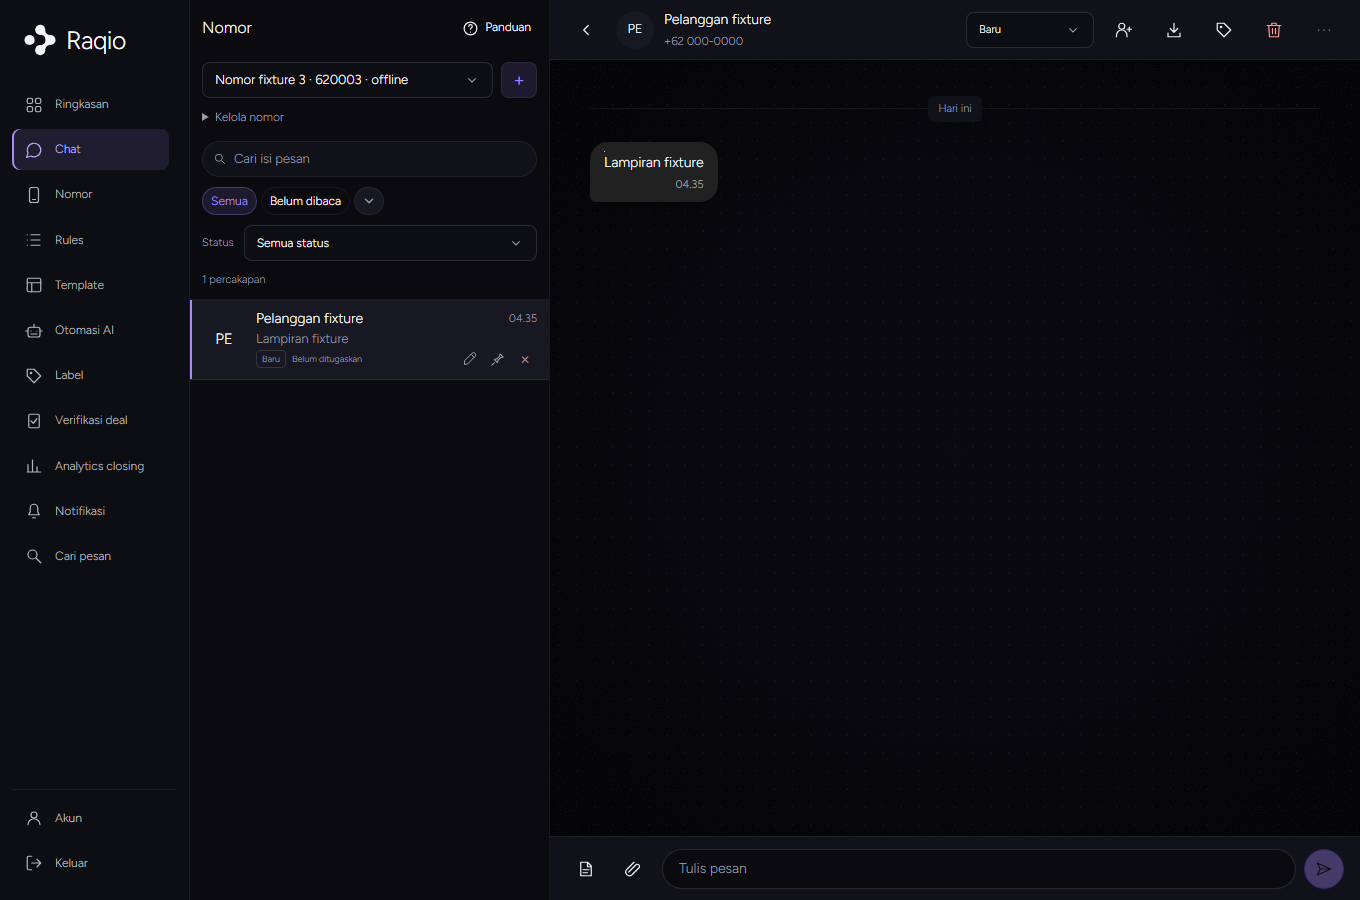 Raqio
Ringkasan
Chat
Nomor
Rules
Template
Otomasi AI
Label
Verifikasi deal
Analytics closing
Notifikasi
Cari pesan
Akun
Keluar
Nomor
Panduan
Nomor fixture 3 · 620003 · offline
+
Kelola nomor
Cari isi pesan
Semua
Belum dibaca
Status
Semua status
1 percakapan
PE
Pelanggan fixture
04.35
Lampiran fixture
Baru
Belum ditugaskan
PE
Pelanggan fixture
+62 000-0000
Baru
Hari ini
Lampiran fixture
04.35
Tulis pesan